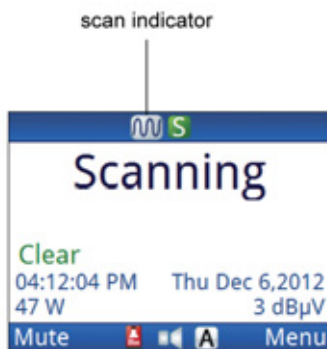 scan indicator
S
Scanning
Clear
04:12:04 PM Thu Dec 6,2012
47 W 3 dBµV
Mute A Menu